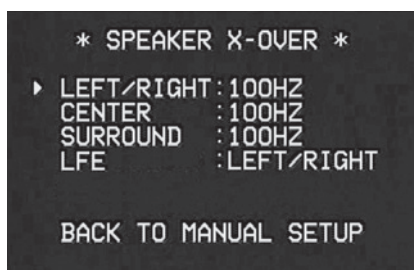 * SPEAKER X-OVER *
LEFT/RIGHT:100HZ
CENTER :100HZ
SURROUND :100HZ
LFE :LEFT/RIGHT
BACK TO MANUAL SETUP